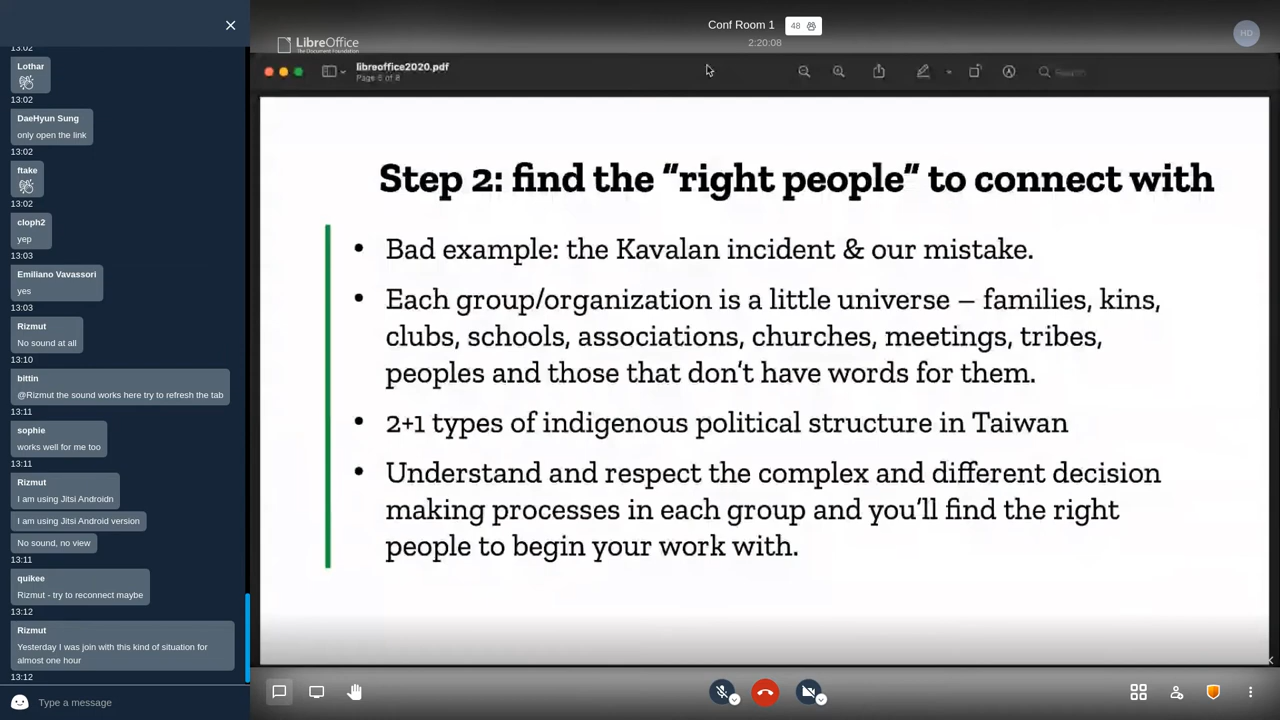 13:02
Lothar
13:02
DaeHyun Sung
only open the link
13:02
ftake
13:02
cloph2
yep
13:03
Emiliano Vavassori
yes
13:03
Rizmut
No sound at all
13:10
bittin
@Rizmut the sound works here try to refresh the tab
13:11
sophie
works well for me too
13:11
Rizmut
I am using Jitsi Androidn
I am using Jitsi Android version
No sound, no view
13:11
quikee
Rizmut - try to reconnect maybe
13:12
Rizmut
Yesterday I was join with this kind of situation for
almost one hour
13:12
Type a message
Conf Room 1
48
2:20:08
HD
LibreOffice
The Document Foundation
libreoffice2020.pdf
Page 6 of 8
Search
Step 2: find the "right people" to connect with
• Bad example: the Kavalan incident & our mistake.
• Each group/organization is a little universe – families, kins,
clubs, schools, associations, churches, meetings, tribes,
peoples and those that don't have words for them.
• 2+1 types of indigenous political structure in Taiwan
• Understand and respect the complex and different decision
making processes in each group and you'll find the right
people to begin your work with.